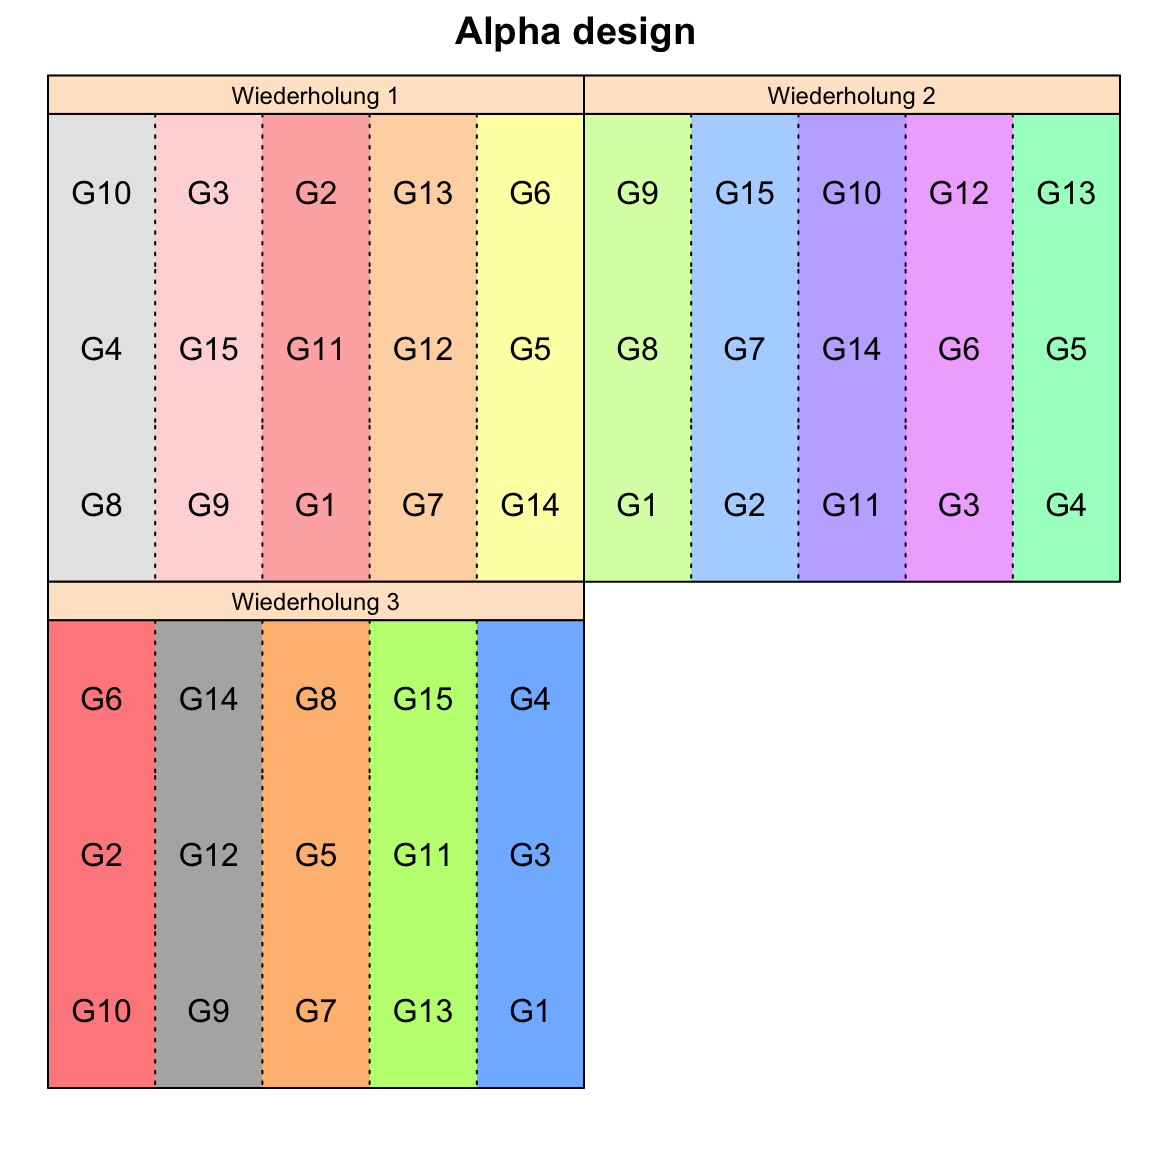 Alpha design
Wiederholung 1 Wiederholung 2
G10 G3 G2 G13 G6 G9 G15 G10 G12 G13
G4 G15 G11 G12 G5 G8 G7 G14 G6 G5
G8 G9 G1 G7 G14 G1 G2 G11 G3 G4
Wiederholung 3
G6 G14 G8 G15 G4
G2 G12 G5 G11 G3
G10 G9 G7 G13 G1